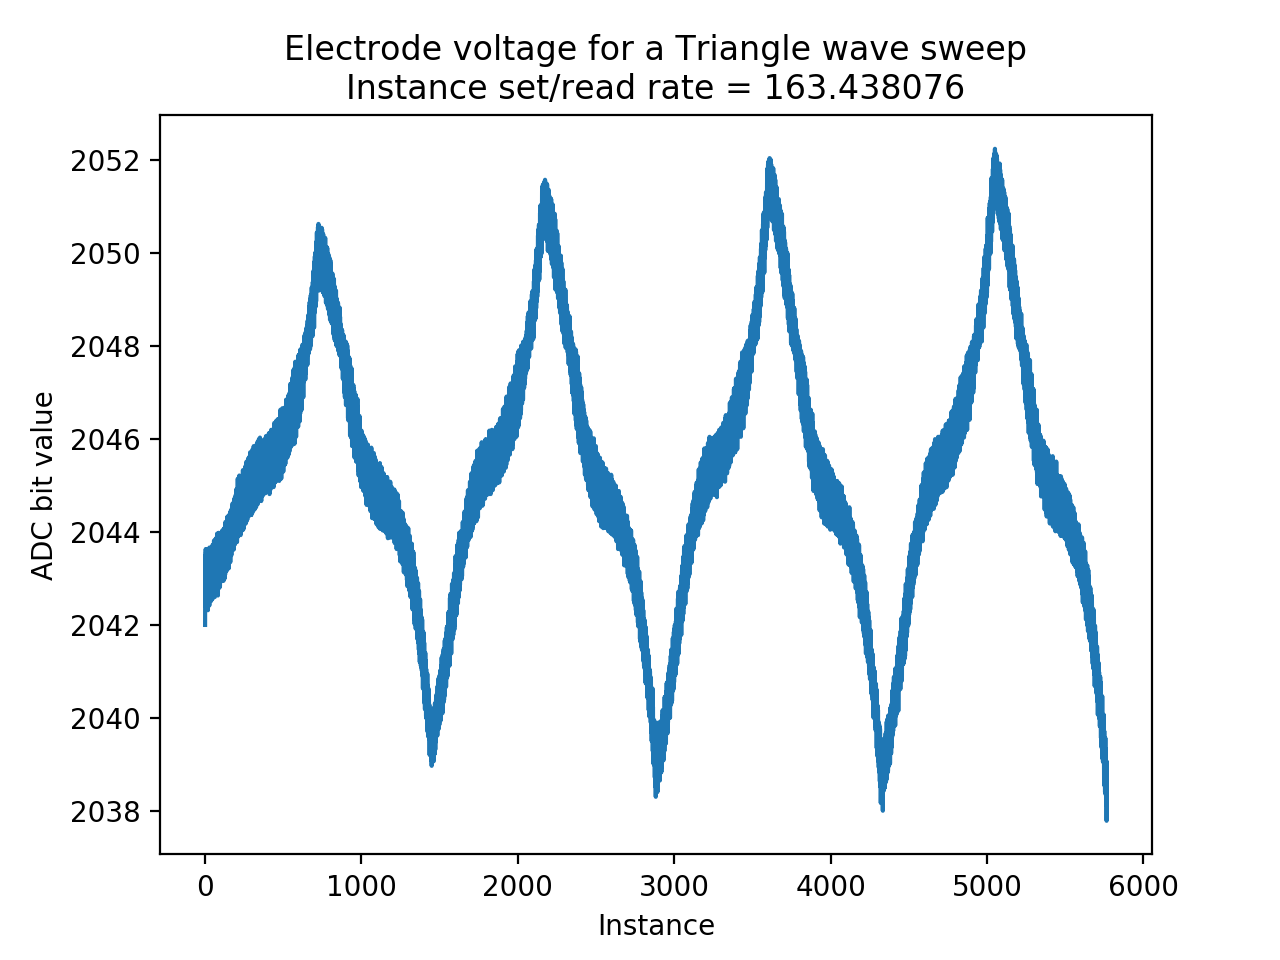 Electrode voltage for a Triangle wave sweep
Instance set/read rate = 163.438076
2052
2050
2048
2046
2044
2042
2040
2038
ADC bit value
0 1000 2000 3000 4000 5000 6000
Instance